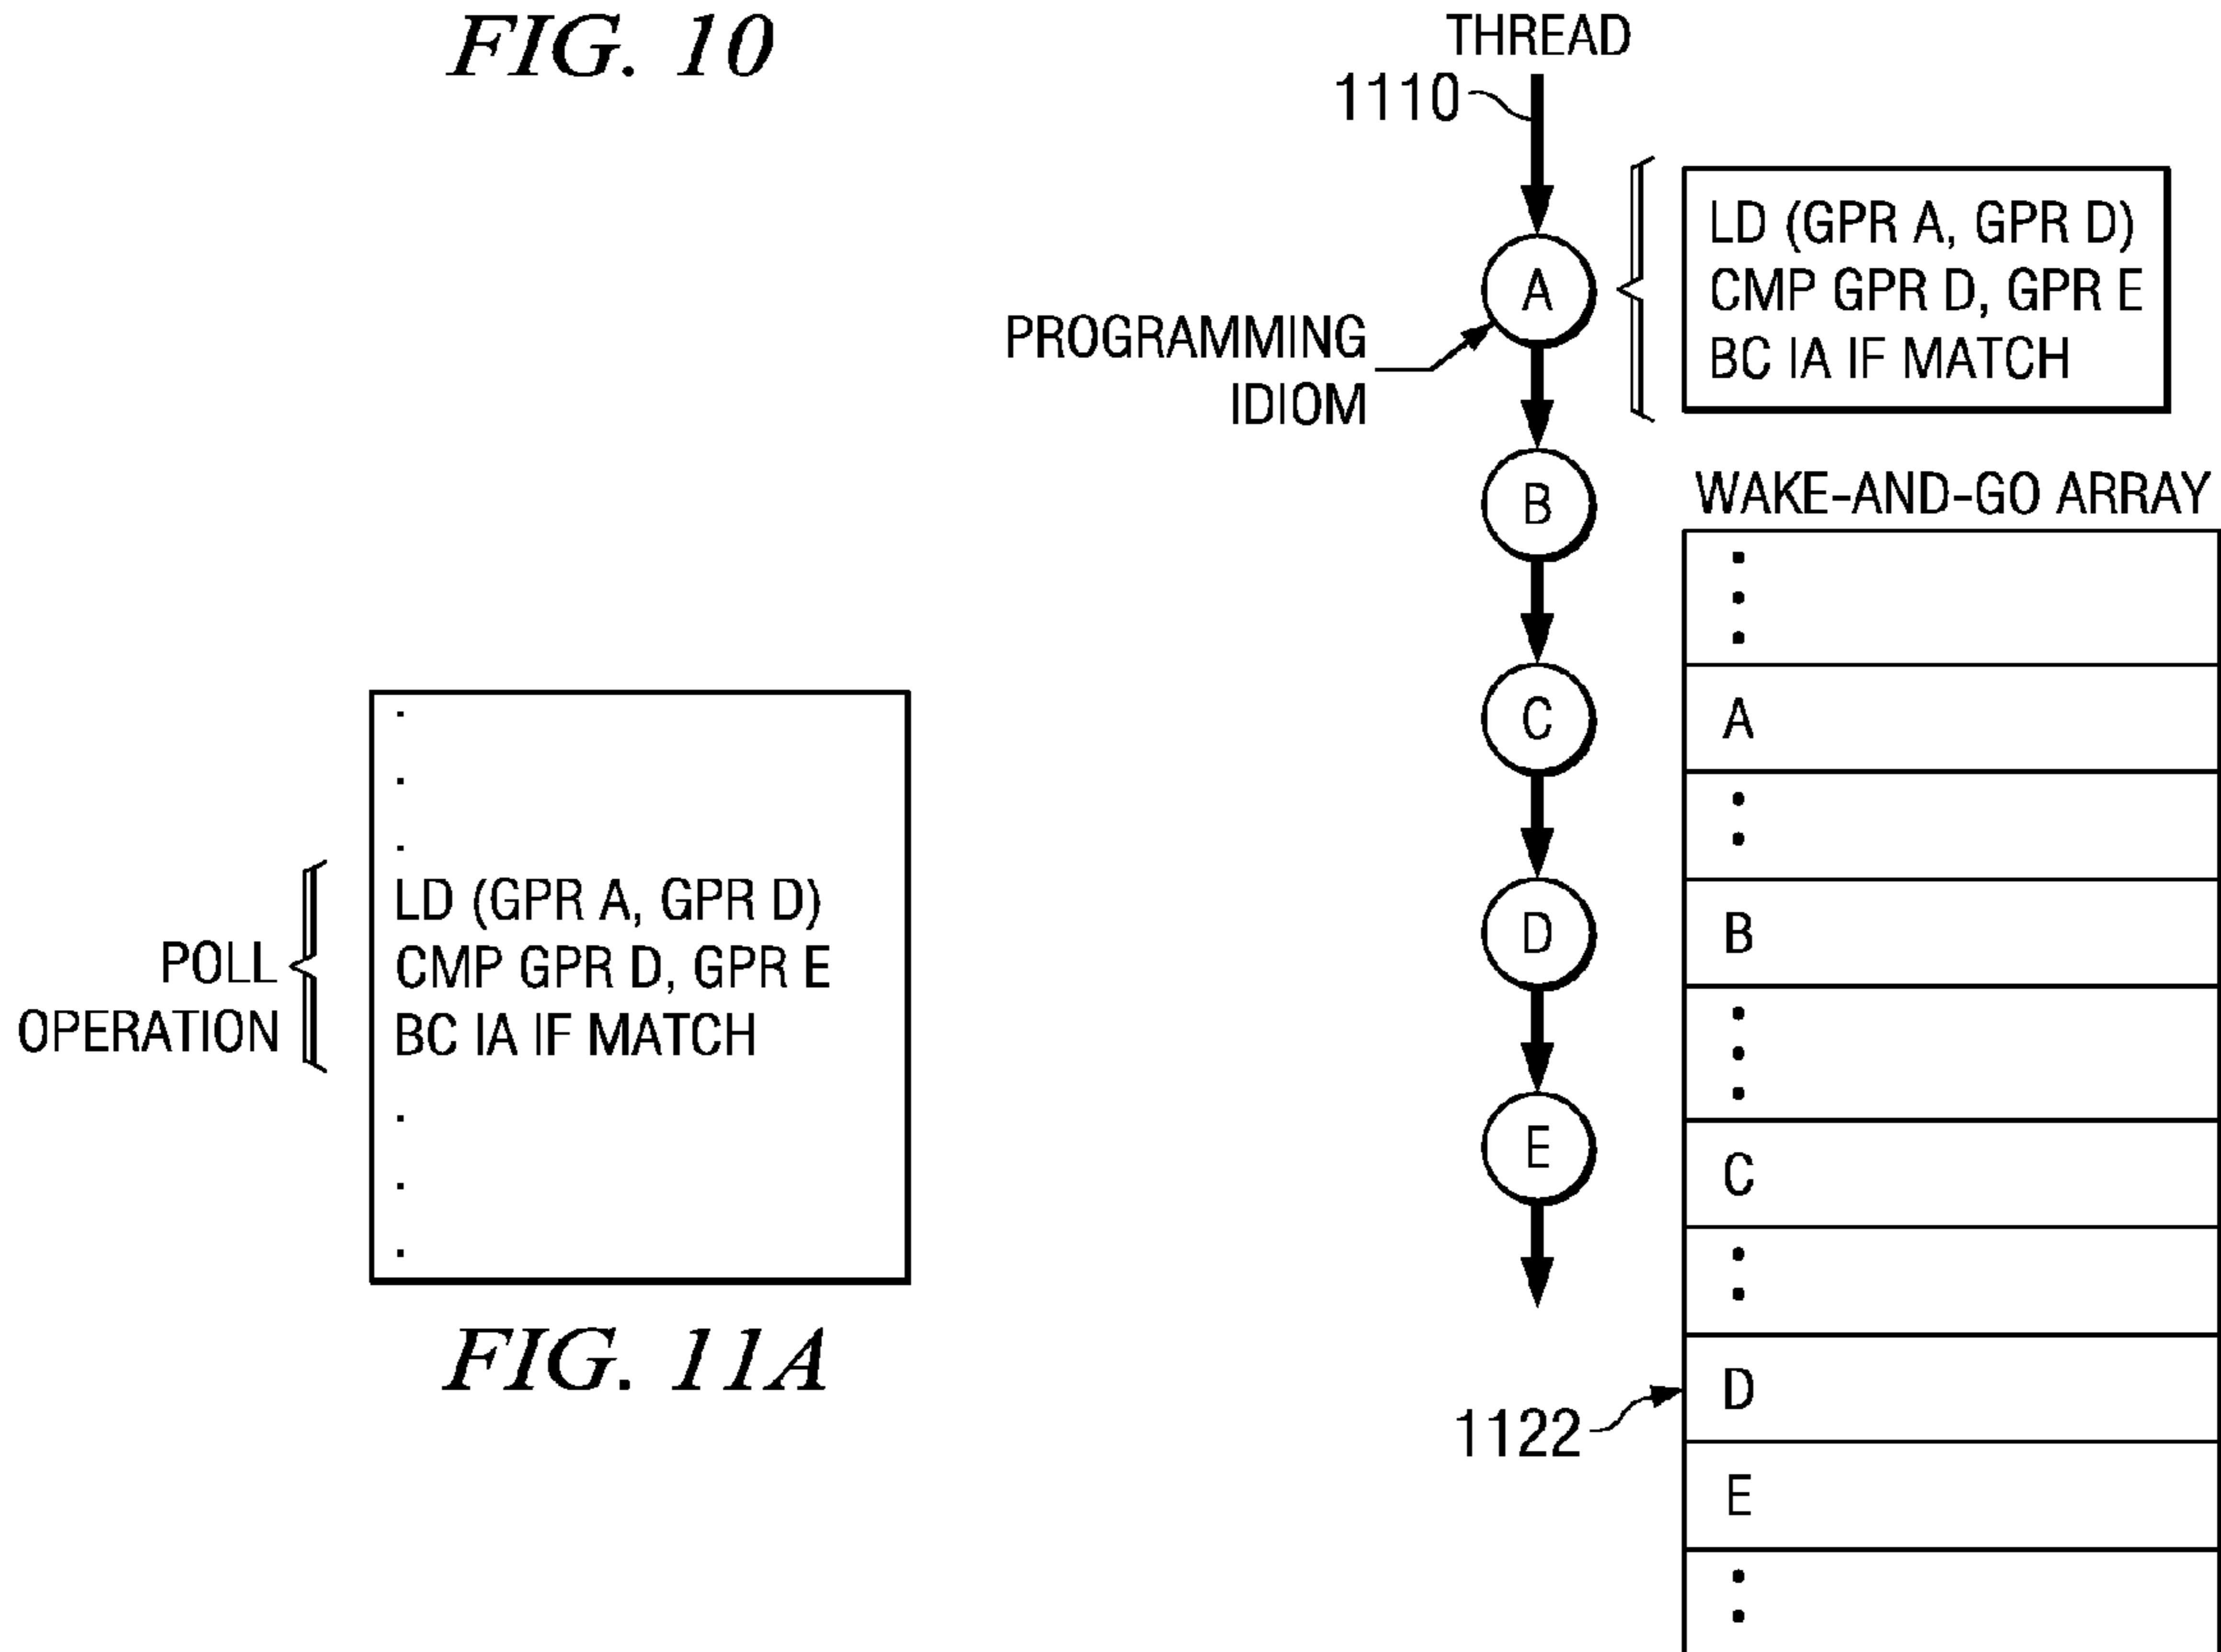 FIG. 10
POLL
OPERATION
.
.
.
LD (GPR A, GPR D)
CMP GPR D, GPR E
BC IA IF MATCH
.
.
.
FIG. 11A
THREAD
1110
PROGRAMMING
IDIOM
A
B
C
D
E
LD (GPR A, GPR D)
CMP GPR D, GPR E
BC IA IF MATCH
WAKE-AND-GO ARRAY
A
B
C
D
E
1122